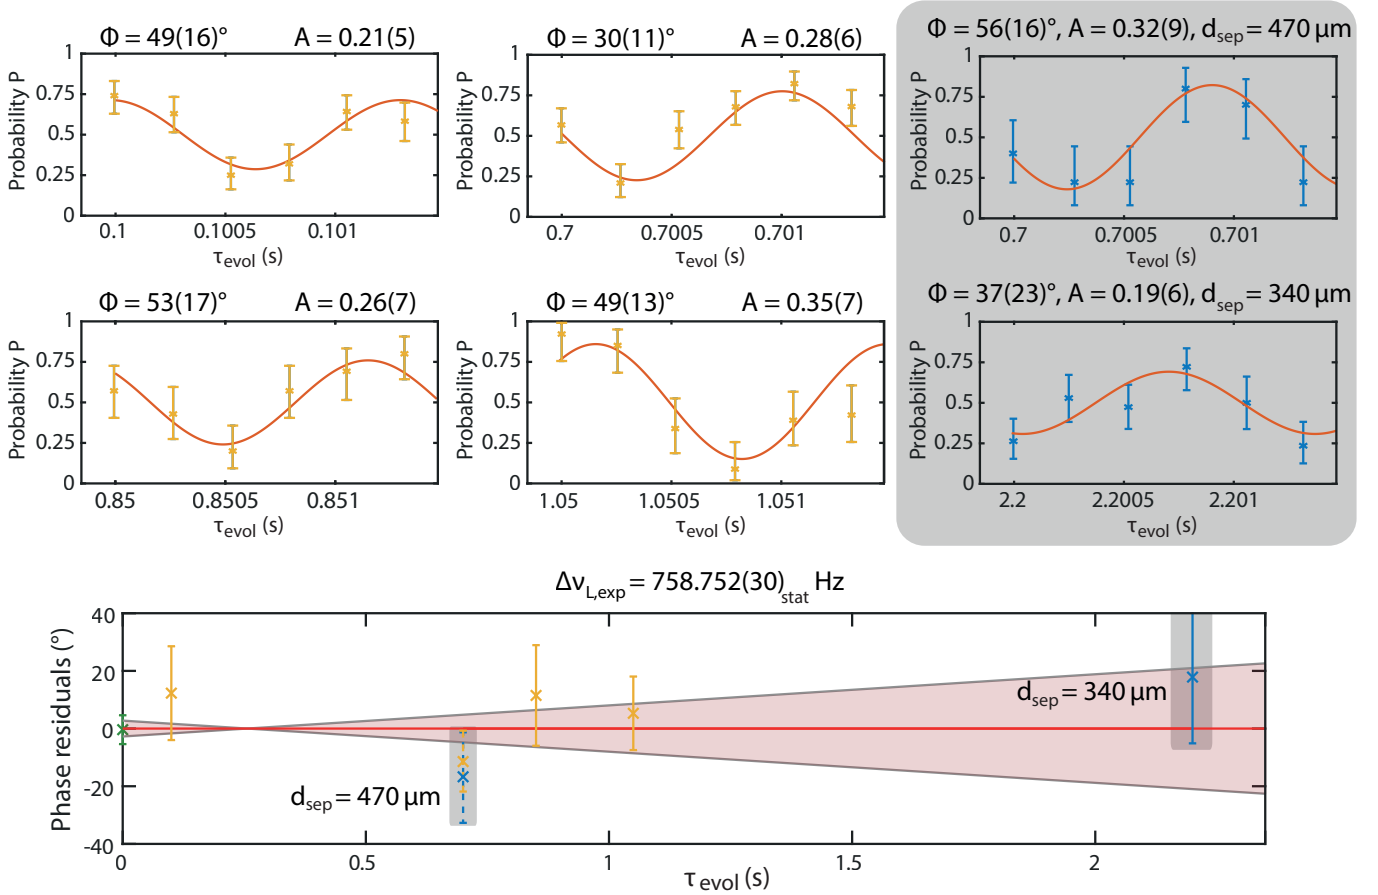 Φ = 49(16)° A = 0.21(5)
Probability P
1
0.75
0.5
0.25
0
0.1 0.1005 0.101
τevol (s)
Φ = 30(11)° A = 0.28(6)
Probability P
1
0.75
0.5
0.25
0
0.7 0.7005 0.701
τevol (s)
Φ = 56(16)°, A = 0.32(9), dsep = 470 µm
Probability P
1
0.75
0.5
0.25
0
0.7 0.7005 0.701
τevol (s)
Φ = 53(17)° A = 0.26(7)
Probability P
1
0.75
0.5
0.25
0
0.85 0.8505 0.851
τevol (s)
Φ = 49(13)° A = 0.35(7)
Probability P
1
0.75
0.5
0.25
0
1.05 1.0505 1.051
τevol (s)
Φ = 37(23)°, A = 0.19(6), dsep = 340 µm
Probability P
1
0.75
0.5
0.25
0
2.2 2.2005 2.201
τevol (s)
ΔνL,exp = 758.752(30)stat Hz
Phase residuals (°)
40
20
0
-20
-40
dsep = 340 µm
dsep = 470 µm
0 0.5 1 1.5 2
τevol (s)